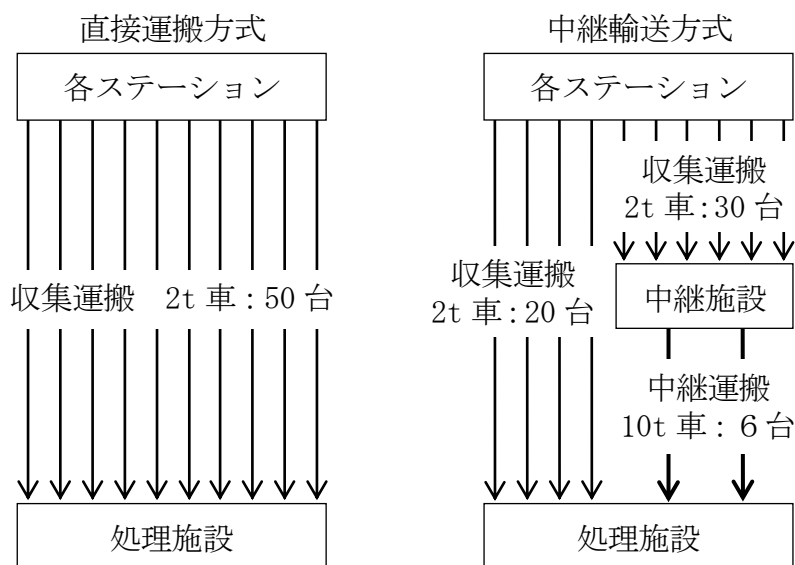 直接運搬方式
各ステーション
収集運搬　2t 車：50 台
処理施設
中継輸送方式
各ステーション
収集運搬
2t 車：30 台
収集運搬
2t 車：20 台
中継施設
中継運搬
10t 車：６台
処理施設